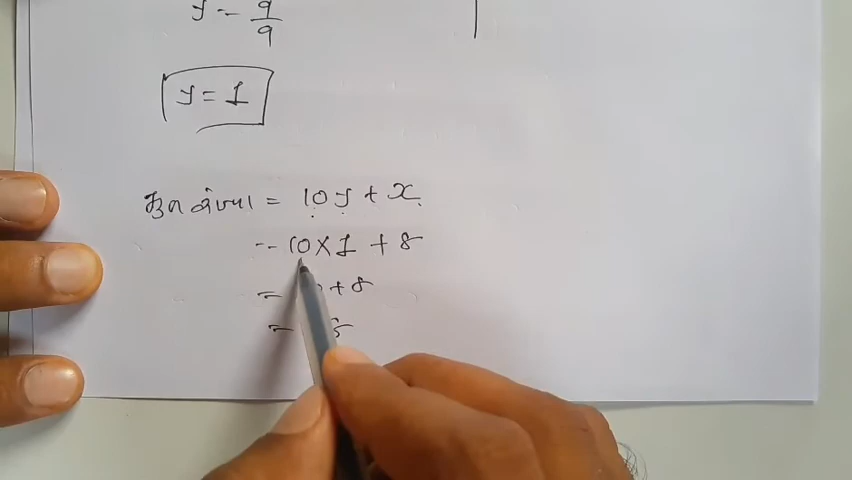 y = 9/9
y = 1
= 10y + x
= 10 × 1 + 8
+ 8
=